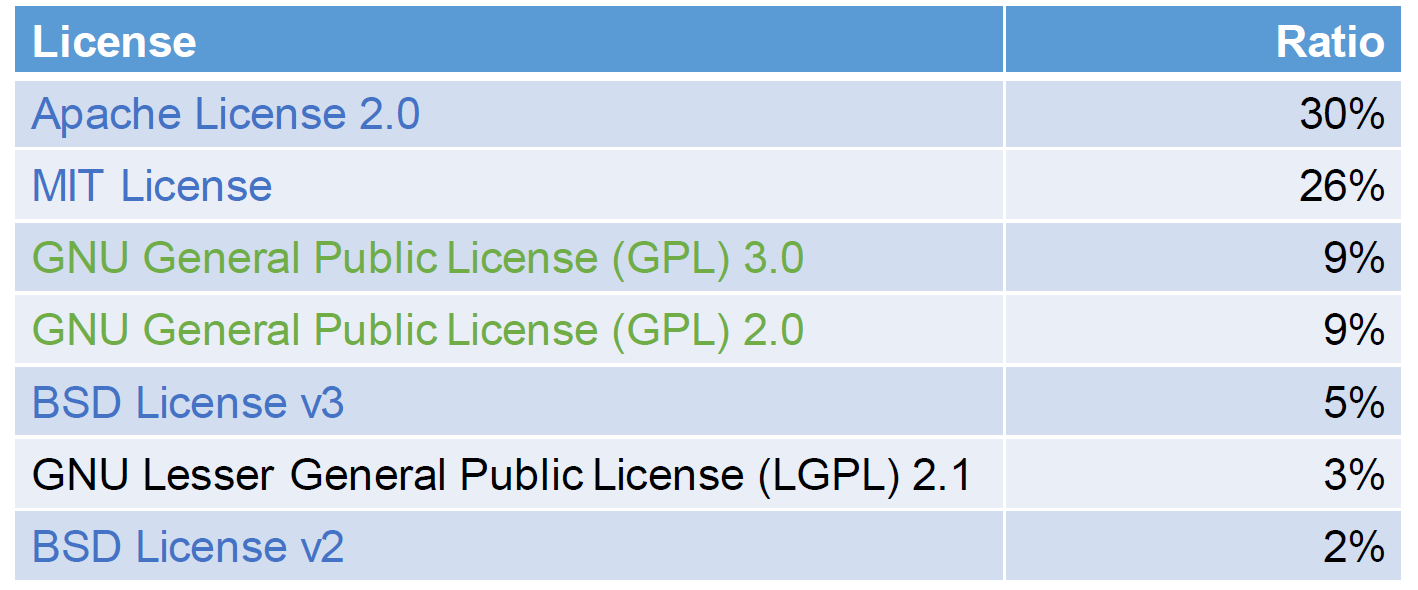 License Ratio
Apache License 2.0 30%
MIT License 26%
GNU General Public License (GPL) 3.0 9%
GNU General Public License (GPL) 2.0 9%
BSD License v3 5%
GNU Lesser General Public License (LGPL) 2.1 3%
BSD License v2 2%